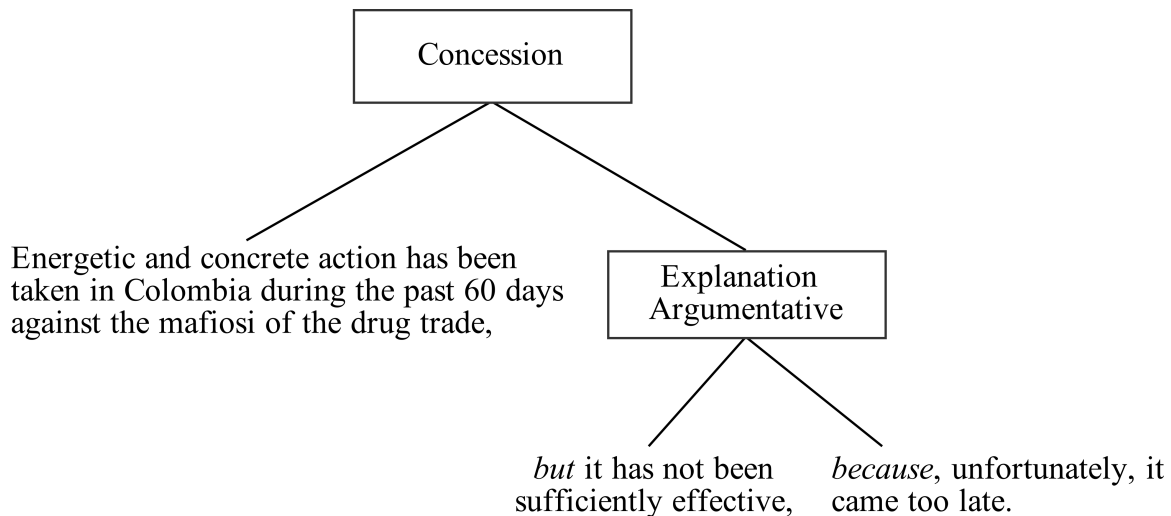 Concession
Energetic and concrete action has been
taken in Colombia during the past 60 days
against the mafiosi of the drug trade,
Explanation
Argumentative
but it has not been
sufficiently effective,
because, unfortunately, it
came too late.